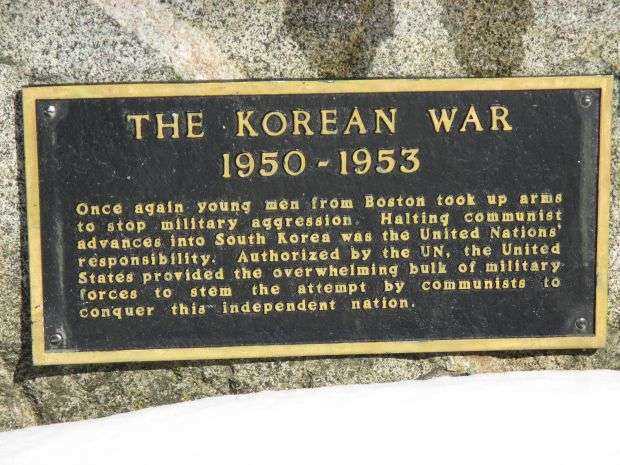 THE KOREAN WAR
1950 - 1953
Once again young men from Boston took up arms
to stop military aggression. Halting communist
advances into South Korea was the United Nations'
responsibility. Authorized by the UN, the United
States provided the overwhelming bulk of military
forces to stem the attempt by communists to
conquer this independent nation.